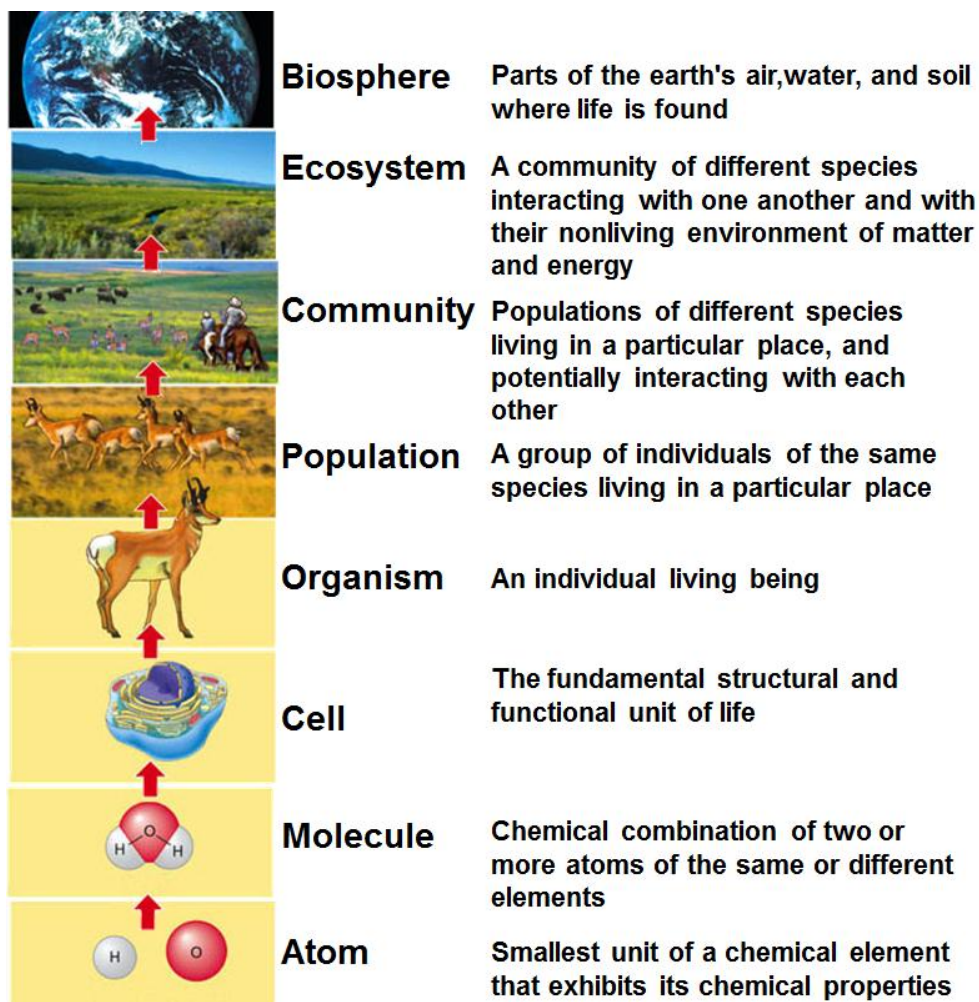 Biosphere
Parts of the earth's air,water, and soil
where life is found
Ecosystem
A community of different species
interacting with one another and with
their nonliving environment of matter
and energy
Community
Populations of different species
living in a particular place, and
potentially interacting with each
other
Population
A group of individuals of the same
species living in a particular place
Organism
An individual living being
Cell
The fundamental structural and
functional unit of life
Molecule
Chemical combination of two or
more atoms of the same or different
elements
O
H H
Atom
Smallest unit of a chemical element
that exhibits its chemical properties
H O